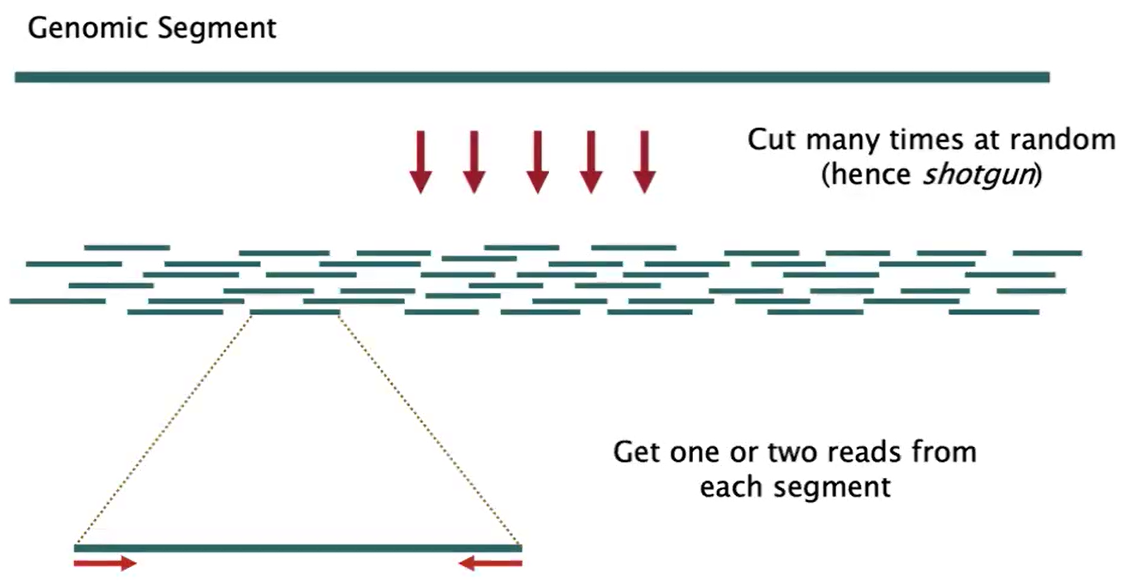 Genomic Segment
Cut many times at random
(hence shotgun)
Get one or two reads from
each segment